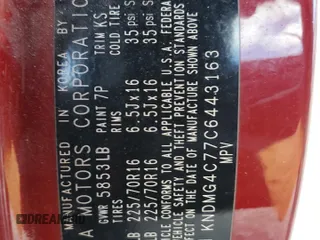 MANUFACTURED IN KOREA BY
A MOTORS CORPORATION
GVWR 5853LB PAINT 7P TRIM KS
TIRES RIMS COLD TIRE
LB 225/70R16 6.5Jx16 35 psi
LB 225/70R16 6.5Jx16 35 psi
VEHICLE CONFORMS TO ALL APPLICABLE U.S.A. FEDERA
VEHICLE SAFETY AND THEFT PREVENTION STANDARDS
EFFECT ON THE DATE OF MANUFACTURE SHOWN ABOVE.
KNDMG4C77C6443163
MPV
DREAM